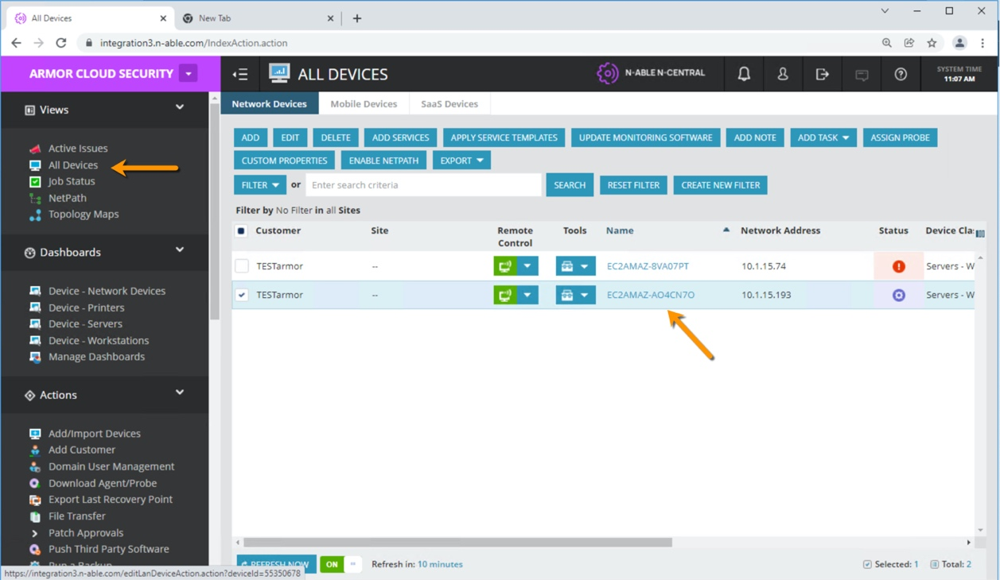 All Devices
New Tab
integration3.n-able.com/IndexAction.action
ARMOR CLOUD SECURITY
ALL DEVICES
N-ABLE N-CENTRAL
SYSTEM TIME
11:07 AM
Views
Active Issues
All Devices
Job Status
NetPath
Topology Maps
Dashboards
Device - Network Devices
Device - Printers
Device - Servers
Device - Workstations
Manage Dashboards
Actions
Add/Import Devices
Add Customer
Domain User Management
Download Agent/Probe
Export Last Recovery Point
File Transfer
Patch Approvals
Push Third Party Software
Run a Backup
Network Devices Mobile Devices SaaS Devices
ADD EDIT DELETE ADD SERVICES APPLY SERVICE TEMPLATES UPDATE MONITORING SOFTWARE ADD NOTE ADD TASK ASSIGN PROBE
CUSTOM PROPERTIES ENABLE NETPATH EXPORT
FILTER or Enter search criteria SEARCH RESET FILTER CREATE NEW FILTER
Filter by No Filter in all Sites
Customer Site Remote Control Tools Name Network Address Status Device Clas
TESTarmor -- EC2AMAZ-8VA07PT 10.1.15.74 Servers - W
TESTarmor -- EC2AMAZ-AO4CN7O 10.1.15.193 Servers - W
REFRESH NOW ON Refresh in: 10 minutes Selected: 1 Total: 2
https://integration3.n-able.com/editLanDeviceAction.action?deviceId=55350678